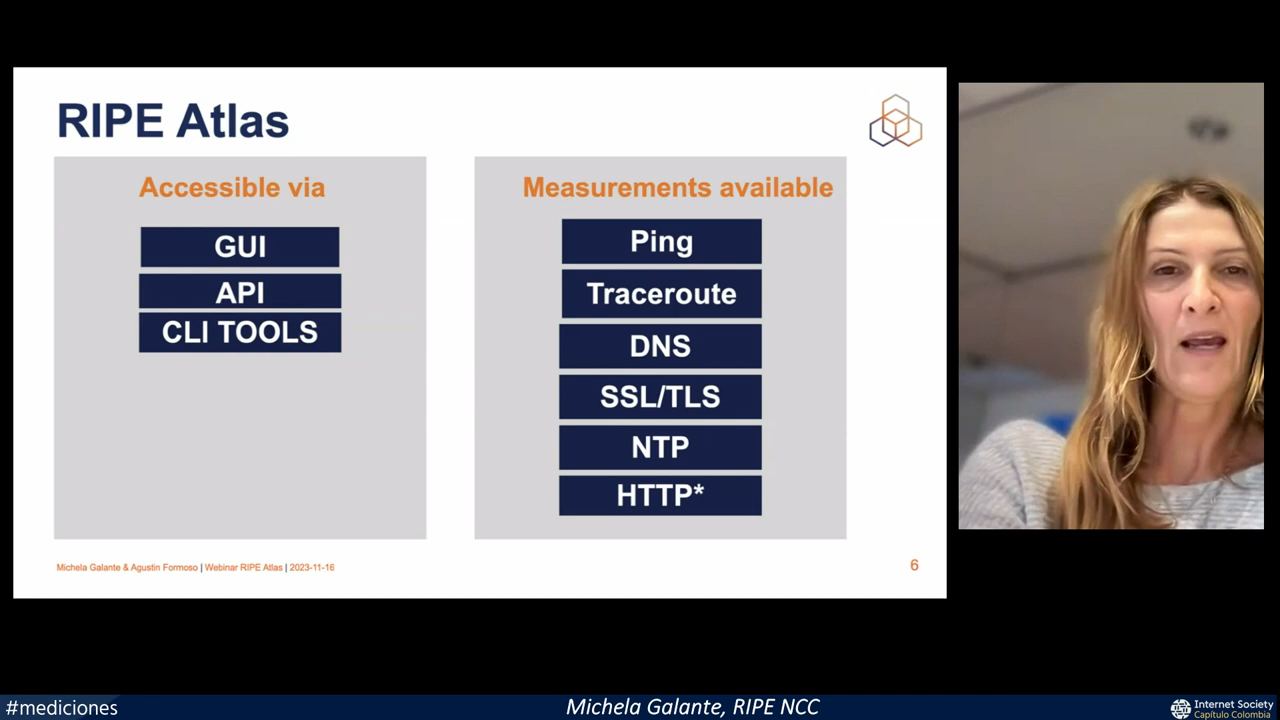 RIPE Atlas
Accessible via
GUI
API
CLI TOOLS
Measurements available
Ping
Traceroute
DNS
SSL/TLS
NTP
HTTP*
Michela Galante & Agustin Formoso | Webinar RIPE Atlas | 2023-11-16
6
#mediciones
Michela Galante, RIPE NCC
Internet Society
Capítulo Colombia